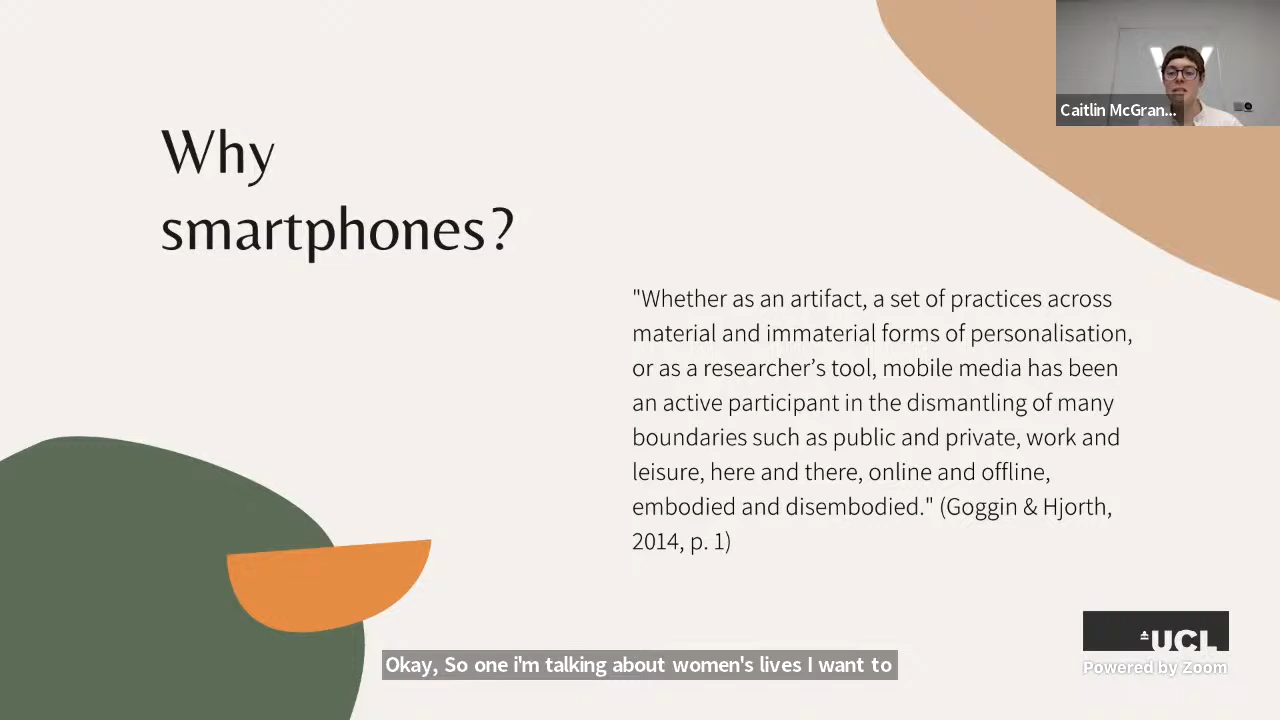 Caitlin McGran...
Why
smartphones?
"Whether as an artifact, a set of practices across
material and immaterial forms of personalisation,
or as a researcher’s tool, mobile media has been
an active participant in the dismantling of many
boundaries such as public and private, work and
leisure, here and there, online and offline,
embodied and disembodied." (Goggin & Hjorth,
2014, p. 1)
UCL
Powered by Zoom
Okay, So one i'm talking about women's lives I want to